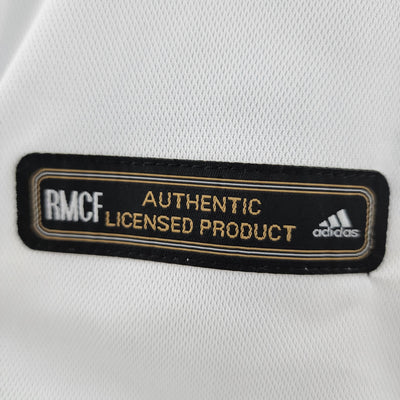 RMCF
AUTHENTIC
LICENSED PRODUCT
adidas